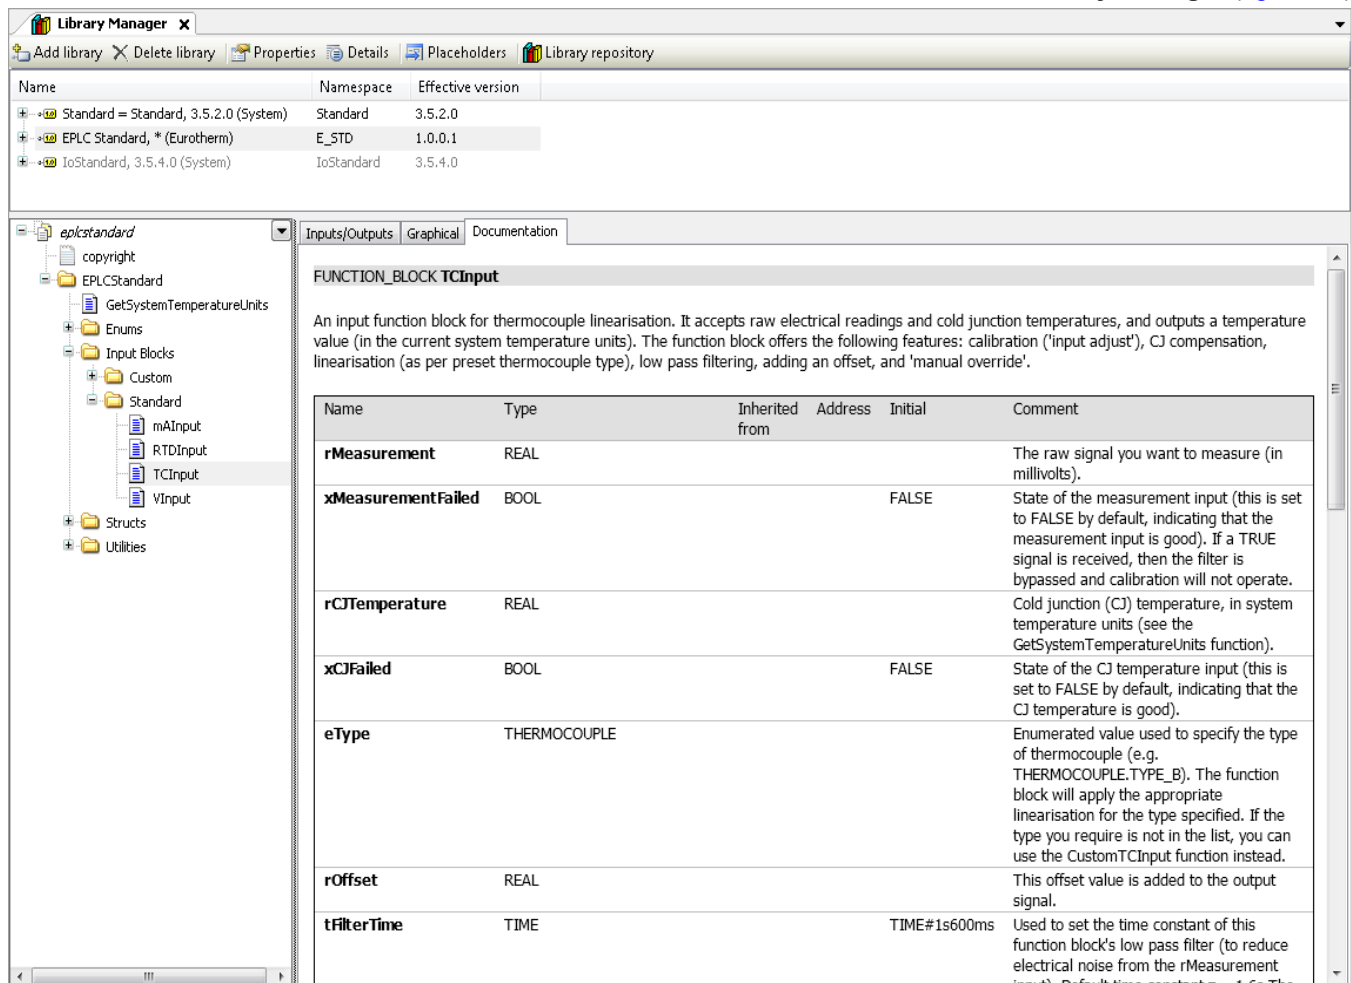 Library Manager X
Add library Delete library Properties Details Placeholders Library repository
Name Namespace Effective version
Standard = Standard, 3.5.2.0 (System) Standard 3.5.2.0
EPLC Standard, * (Eurotherm) E_STD 1.0.0.1
IoStandard, 3.5.4.0 (System) IoStandard 3.5.4.0
eplcstandard
copyright
EPLCStandard
GetSystemTemperatureUnits
Enums
Input Blocks
Custom
Standard
mAInput
RTDInput
TCInput
VInput
Structs
Utilities
Inputs/Outputs Graphical Documentation
FUNCTION_BLOCK TCInput
An input function block for thermocouple linearisation. It accepts raw electrical readings and cold junction temperatures, and outputs a temperature
value (in the current system temperature units). The function block offers the following features: calibration ('input adjust'), CJ compensation,
linearisation (as per preset thermocouple type), low pass filtering, adding an offset, and 'manual override'.
Name Type Inherited Address Initial Comment
from
rMeasurement REAL The raw signal you want to measure (in
millivolts).
xMeasurementFailed BOOL FALSE State of the measurement input (this is set
to FALSE by default, indicating that the
measurement input is good). If a TRUE
signal is received, then the filter is
bypassed and calibration will not operate.
rCJTemperature REAL Cold junction (CJ) temperature, in system
temperature units (see the
GetSystemTemperatureUnits function).
xCJFailed BOOL FALSE State of the CJ temperature input (this is
set to FALSE by default, indicating that the
CJ temperature is good).
eType THERMOCOUPLE Enumerated value used to specify the type
of thermocouple (e.g.
THERMOCOUPLE.TYPE_B). The function
block will apply the appropriate
linearisation for the type specified. If the
type you require is not in the list, you can
use the CustomTCInput function instead.
rOffset REAL This offset value is added to the output
signal.
tFilterTime TIME TIME#1s600ms Used to set the time constant of this
function block's low pass filter (to reduce
electrical noise from the rMeasurement